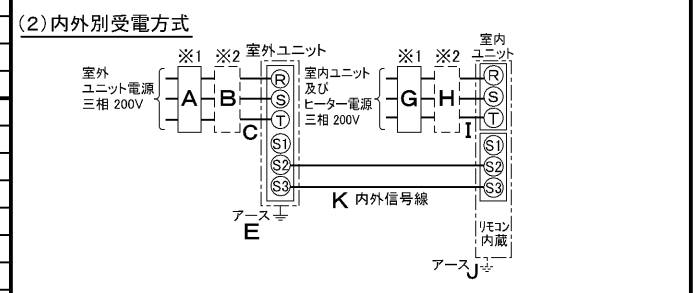 (2)内外別受電方式
※1 ※2 室外ユニット
室外
ユニット電源
三相 200V
A
B
C
R
S
T
S1
S2
S3
アース
E
※1 ※2
室内
ユニット
室内ユニット
及び
ヒーター電源
三相 200V
G
H
I
R
S
T
S1
S2
S3
K 内外信号線
リモコン
内蔵
アース J